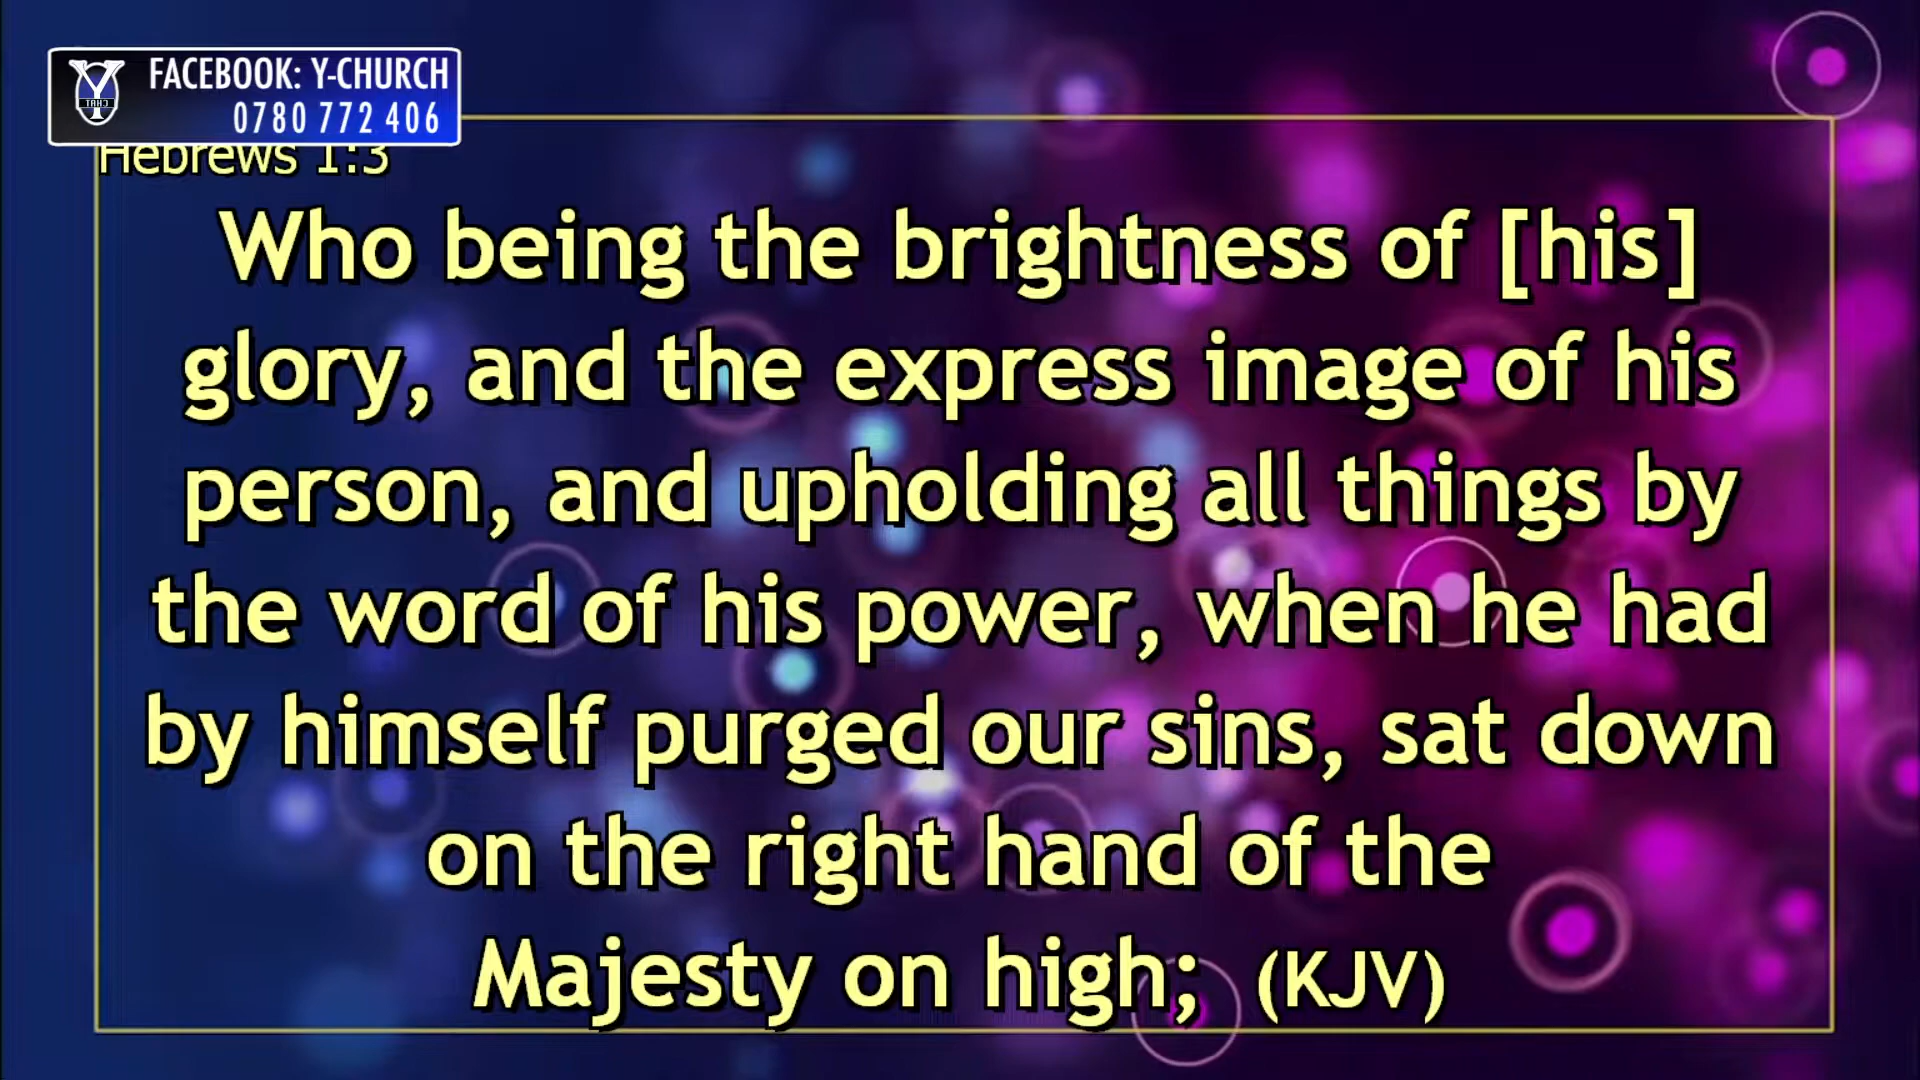 FACEBOOK: Y-CHURCH
0780 772 406
Hebrews 1:3
Who being the brightness of [his]
glory, and the express image of his
person, and upholding all things by
the word of his power, when he had
by himself purged our sins, sat down
on the right hand of the
Majesty on high; (KJV)